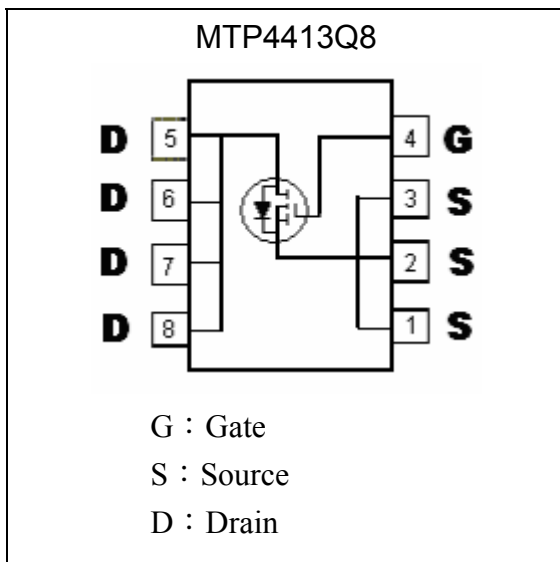 MTP4413Q8
D 5 4 G
D 6 3 S
D 7 2 S
D 8 1 S
G：Gate
S：Source
D：Drain